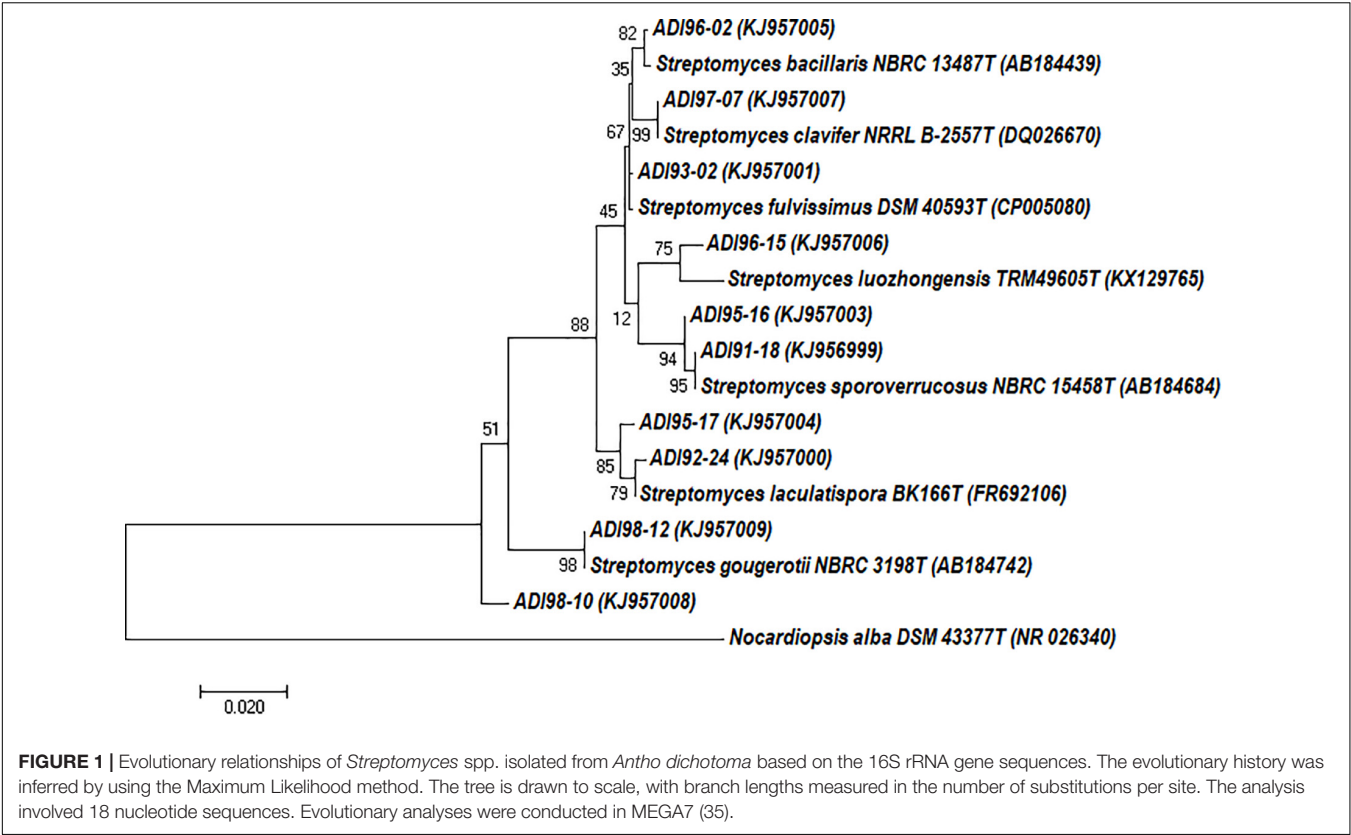 82
ADI96-02 (KJ957005)
Streptomyces bacillaris NBRC 13487T (AB184439)
35
ADI97-07 (KJ957007)
67
99
Streptomyces clavifer NRRL B-2557T (DQ026670)
ADI93-02 (KJ957001)
45
Streptomyces fulvissimus DSM 40593T (CP005080)
75
ADI96-15 (KJ957006)
Streptomyces luozhongensis TRM49605T (KX129765)
88
12
ADI95-16 (KJ957003)
94
ADI91-18 (KJ956999)
95
Streptomyces sporoverrucosus NBRC 15458T (AB184684)
51
ADI95-17 (KJ957004)
85
ADI92-24 (KJ957000)
79
Streptomyces laculatispora BK166T (FR692106)
ADI98-12 (KJ957009)
98
Streptomyces gougerotii NBRC 3198T (AB184742)
ADI98-10 (KJ957008)
Nocardiopsis alba DSM 43377T (NR 026340)
0.020
FIGURE 1 | Evolutionary relationships of Streptomyces spp. isolated from Antho dichotoma based on the 16S rRNA gene sequences. The evolutionary history was
inferred by using the Maximum Likelihood method. The tree is drawn to scale, with branch lengths measured in the number of substitutions per site. The analysis
involved 18 nucleotide sequences. Evolutionary analyses were conducted in MEGA7 (35).